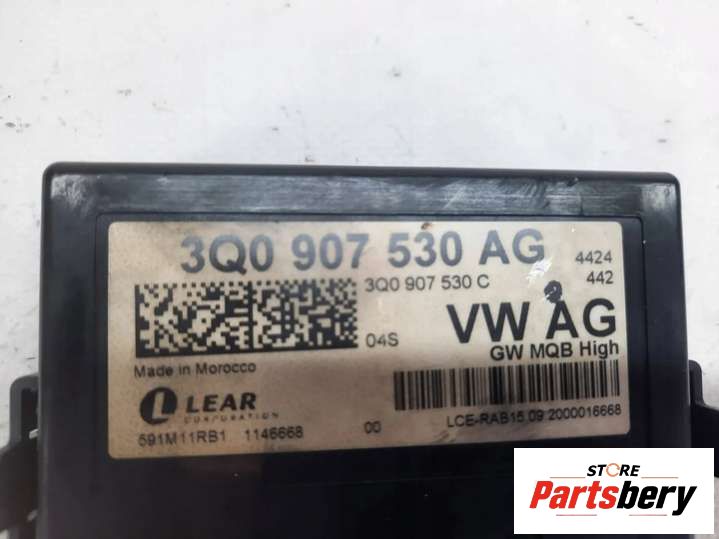 3Q0 907 530 AG
4424
3Q0 907 530 C
442
04S
VW AG
GW MQB High
Made in Morocco
LEAR
CORPORATION
591M11RB1 1146668 00
LCE-RAB15.09.2000016668
STORE
Partsbery